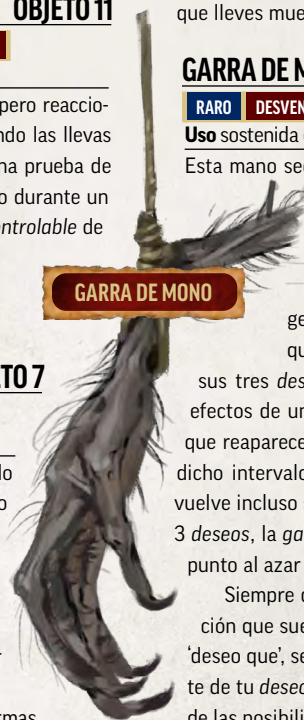 OBJETO 11
pero reaccio-
ndo las llevas
na prueba de
o durante un
ntrolable de
TO 7
lo
o
rmas
GARRA DE MONO
que lleves mue
GARRA DE M
RARO DESVEN
Uso sostenida
Esta mano se
ge
qu
sus tres des
efectos de un
que reaparece
dicho intervalo
vuelve incluso
3 deseos, la ga
punto al azar
Siempre
ción que sue
'deseo que', se
te de tu deseo
de las posibili